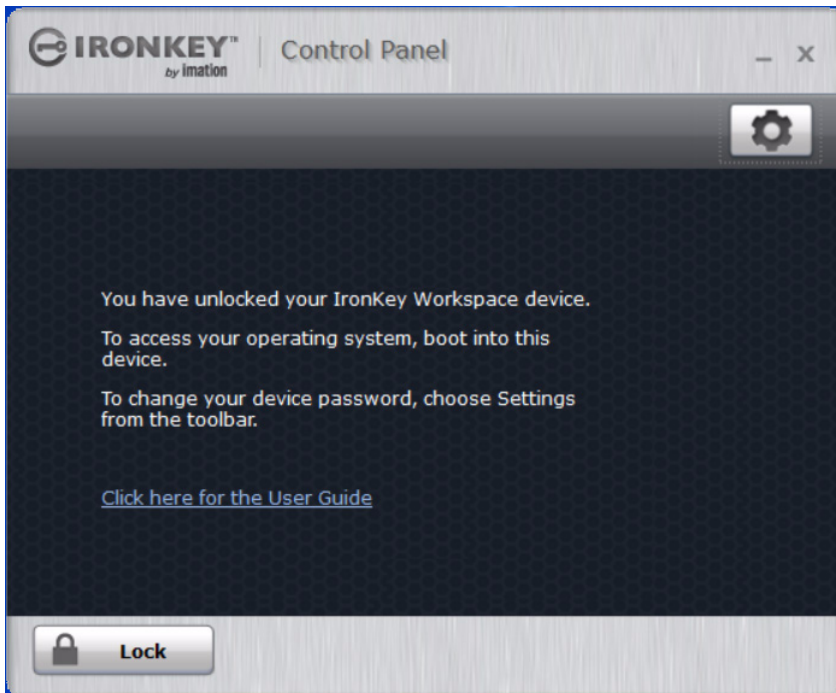 IRONKEY™ Control Panel
by imation
You have unlocked your IronKey Workspace device.
To access your operating system, boot into this
device.
To change your device password, choose Settings
from the toolbar.
Click here for the User Guide
Lock